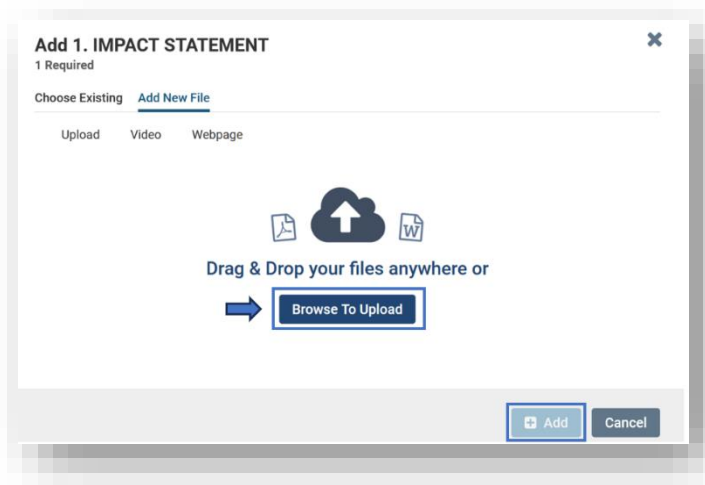 Add 1. IMPACT STATEMENT
1 Required
Choose Existing Add New File
Upload Video Webpage
W
Drag & Drop your files anywhere or
Browse To Upload
Add Cancel